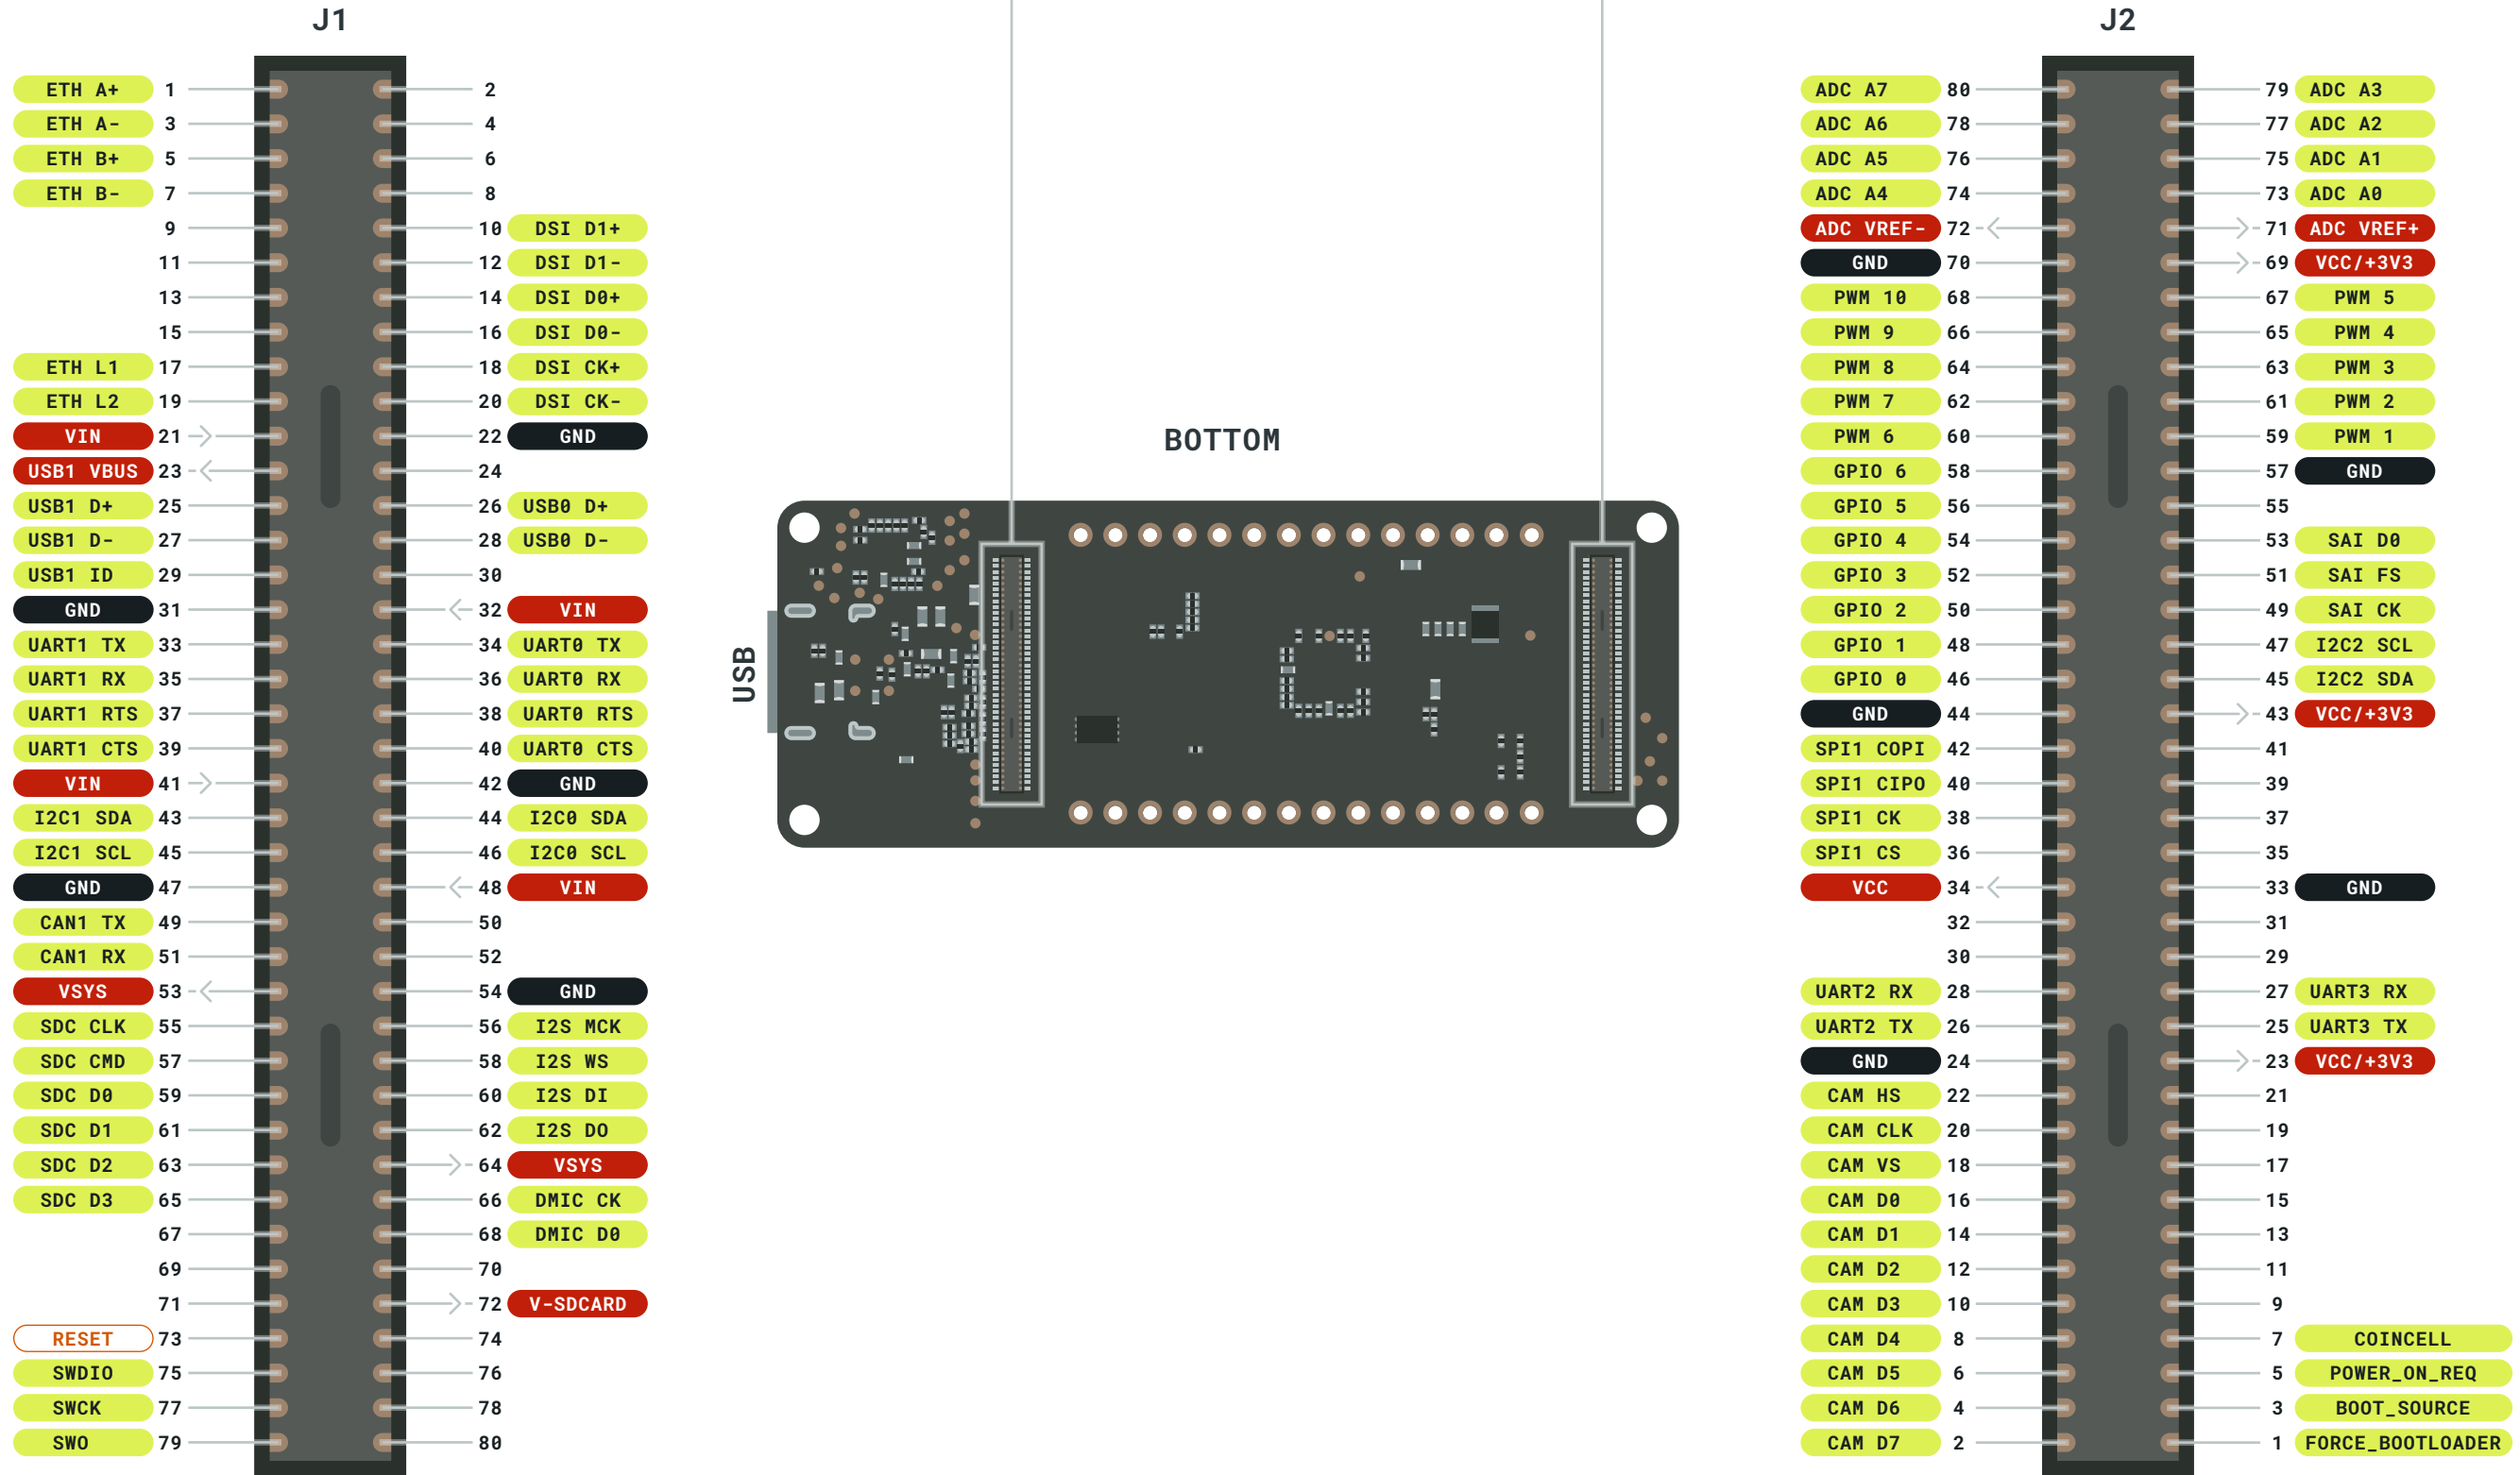 J1 J2
ETH A+ 1 2 ADC A7 80 79 ADC A3
ETH A- 3 4 ADC A6 78 77 ADC A2
ETH B+ 5 6 ADC A5 76 75 ADC A1
ETH B- 7 8 ADC A4 74 73 ADC A0
9 10 DSI D1+ ADC VREF- 72 71 ADC VREF+
11 12 DSI D1- GND 70 69 VCC/+3V3
13 14 DSI D0+ PWM 10 68 67 PWM 5
15 16 DSI D0- PWM 9 66 65 PWM 4
ETH L1 17 18 DSI CK+ PWM 8 64 63 PWM 3
ETH L2 19 20 DSI CK- PWM 7 62 61 PWM 2
VIN 21 22 GND BOTTOM PWM 6 60 59 PWM 1
USB1 VBUS 23 24 GPIO 6 58 57 GND
USB1 D+ 25 26 USB0 D+ GPIO 5 56 55
USB1 D- 27 28 USB0 D- GPIO 4 54 53 SAI D0
USB1 ID 29 30 GPIO 3 52 51 SAI FS
GND 31 32 VIN GPIO 2 50 49 SAI CK
UART1 TX 33 34 UART0 TX GPIO 1 48 47 I2C2 SCL
UART1 RX 35 36 UART0 RX USB GPIO 0 46 45 I2C2 SDA
UART1 RTS 37 38 UART0 RTS GND 44 43 VCC/+3V3
UART1 CTS 39 40 UART0 CTS SPI1 COPI 42 41
VIN 41 42 GND SPI1 CIPO 40 39
I2C1 SDA 43 44 I2C0 SDA SPI1 CK 38 37
I2C1 SCL 45 46 I2C0 SCL SPI1 CS 36 35
GND 47 48 VIN VCC 34 33 GND
CAN1 TX 49 50 32 31
CAN1 RX 51 52 30 29
VSYS 53 54 GND UART2 RX 28 27 UART3 RX
SDC CLK 55 56 I2S MCK UART2 TX 26 25 UART3 TX
SDC CMD 57 58 I2S WS GND 24 23 VCC/+3V3
SDC D0 59 60 I2S DI CAM HS 22 21
SDC D1 61 62 I2S DO CAM CLK 20 19
SDC D2 63 64 VSYS CAM VS 18 17
SDC D3 65 66 DMIC CK CAM D0 16 15
67 68 DMIC D0 CAM D1 14 13
69 70 CAM D2 12 11
71 72 V-SDCARD CAM D3 10 9
RESET 73 74 CAM D4 8 7 COINCELL
SWDIO 75 76 CAM D5 6 5 POWER_ON_REQ
SWCK 77 78 CAM D6 4 3 BOOT_SOURCE
SWO 79 80 CAM D7 2 1 FORCE_BOOTLOADER